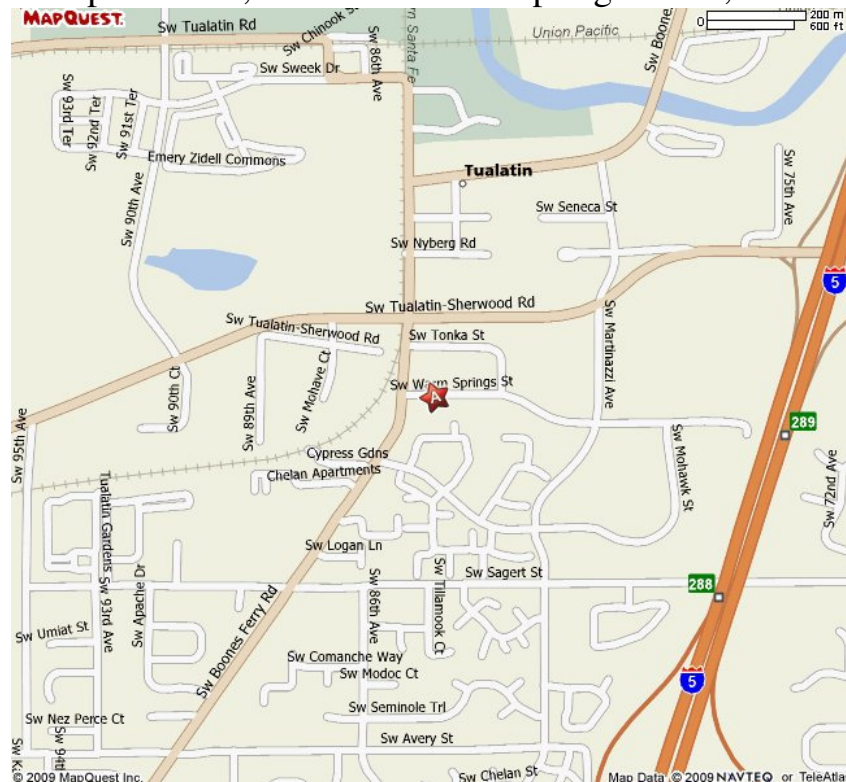 MAPQUEST.
0 200 m
600 ft
Sw Tualatin Rd
Sw Chinook St
Sw 86th Ave
Santa Fe
Union Pacific
Sw Boone
Sw Sweek Dr
Sw 93rd Ter
Sw 92nd Ter
Sw 91st Ter
Emery Zidell Commons
Tualatin
Sw 75th Ave
Sw 90th Ave
Sw Seneca St
Sw Nyberg Rd
5
Sw Tualatin-Sherwood Rd
Sw Tualatin-Sherwood Rd
Sw Tonka St
Sw Martinazzi Ave
Sw Mohave Ct
Sw Warm Springs St
A
Sw 90th Ct
Sw 89th Ave
289
Sw 95th Ave
Sw Mohawk St
Sw 72nd Ave
Cypress Gdns
Chelan Apartments
Tualatin Gardens
Sw Logan Ln
Sw Sagert St
288
Sw 93rd Ave
Sw Apache Dr
Sw 86th Ave
Sw Tillamook Ct
Sw Umiat St
Sw Boones Ferry Rd
Sw Comanche Way
Sw Modoc Ct
5
Sw Nez Perce Ct
Sw Seminole Trl
Sw 94th
Sw Avery St
Sw Chelan St
© 2009 MapQuest Inc.
Map Data © 2009 NAVTEQ or TeleAtla